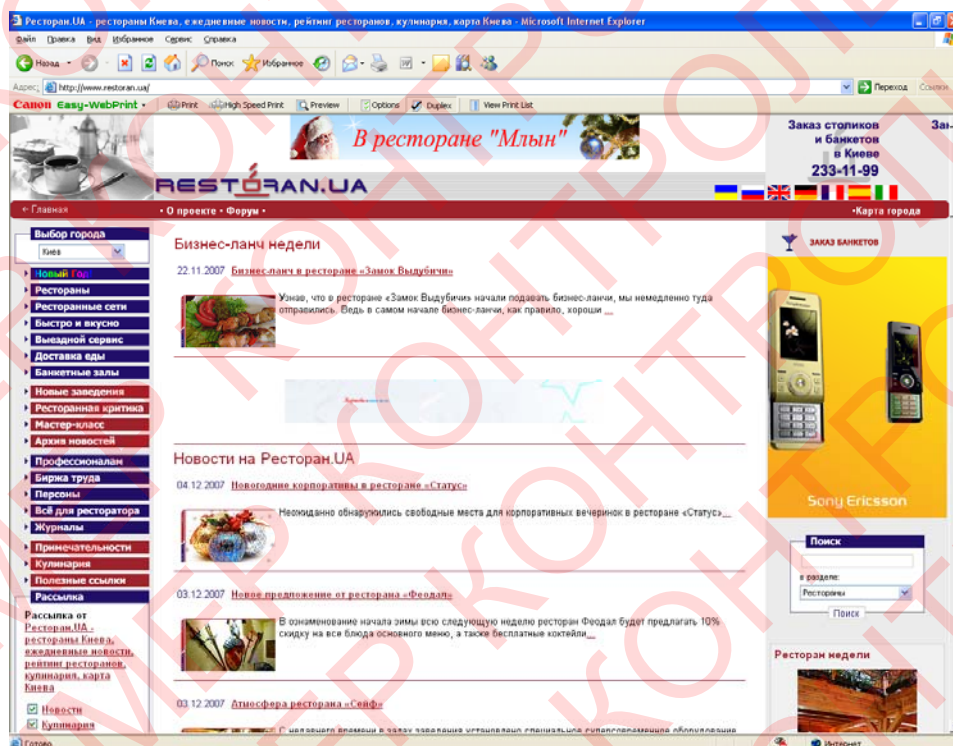 Ресторан.UA - рестораны Киева, ежедневные новости, рейтинг ресторанов, кулинария, карта Киева - Microsoft Internet Explorer
Файл Правка Вид Избранное Сервис Справка
Назад Поиск Избранное
Адрес: http://www.restoran.ua/ Переход Ссылки
Canon Easy-WebPrint Print High Speed Print Preview Options Duplex View Print List
В ресторане "Млын"
Заказ столиков
и банкетов
в Киеве
233-11-99
RESTORAN.UA
← Главная • О проекте • Форум • •Карта города
Выбор города
Киев
Новый Год!
Рестораны
Ресторанные сети
Быстро и вкусно
Выездной сервис
Доставка еды
Банкетные залы
Новые заведения
Ресторанная критика
Мастер-класс
Архив новостей
Профессионалам
Биржа труда
Персоны
Всё для ресторатора
Журналы
Примечательности
Кулинария
Полезные ссылки
Рассылка
Рассылка от
Ресторан.UA -
рестораны Киева,
ежедневные новости,
рейтинг ресторанов,
кулинария, карта
Киева
Новости
Кулинария
Бизнес-ланч недели
22.11.2007 Бизнес-ланч в ресторане «Замок Выдубичи»
Узнав, что в ресторане «Замок Выдубичи» начали подавать бизнес-ланчи, мы немедленно туда
отправились. Ведь в самом начале бизнес-ланчи, как правило, хороши ...
Новости на Ресторан.UA
04.12.2007 Новогодние корпоративы в ресторане «Статус»
Неожиданно обнаружились свободные места для корпоративных вечеринок в ресторане «Статус»...
03.12.2007 Новое предложение от ресторана «Феодал»
В ознаменование начала зимы всю следующую неделю ресторан Феодал будет предлагать 10%
скидку на все блюда основного меню, а также бесплатные коктейли...
03.12.2007 Атмосфера ресторана «Сейф»
С недавнего времени в залах заведения установлено специальное суперсовременное оборудование
ЗАКАЗ БАНКЕТОВ
Sony Ericsson
Поиск
в разделе:
Рестораны
Поиск
Ресторан недели
Готово Интернет
КОНТРОЛ